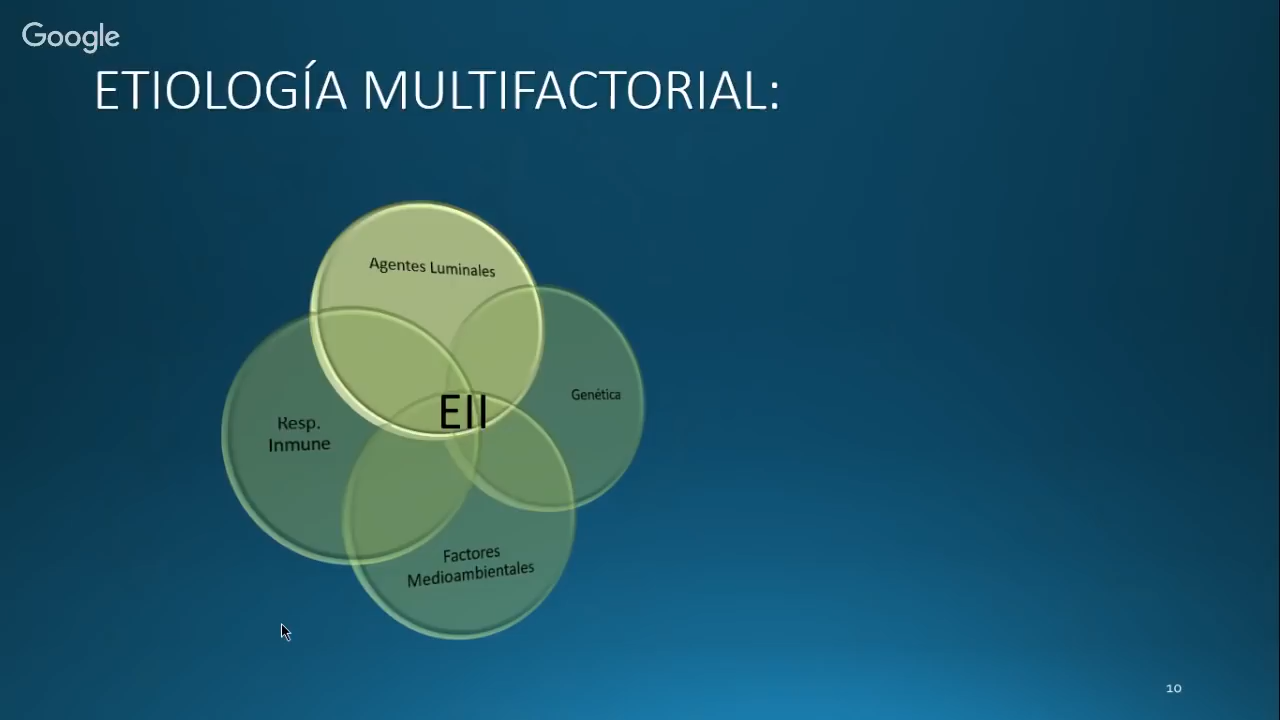 Google
ETIOLOGÍA MULTIFACTORIAL:
Agentes Luminales
Genética
EII
Resp.
Inmune
Factores
Medioambientales
10